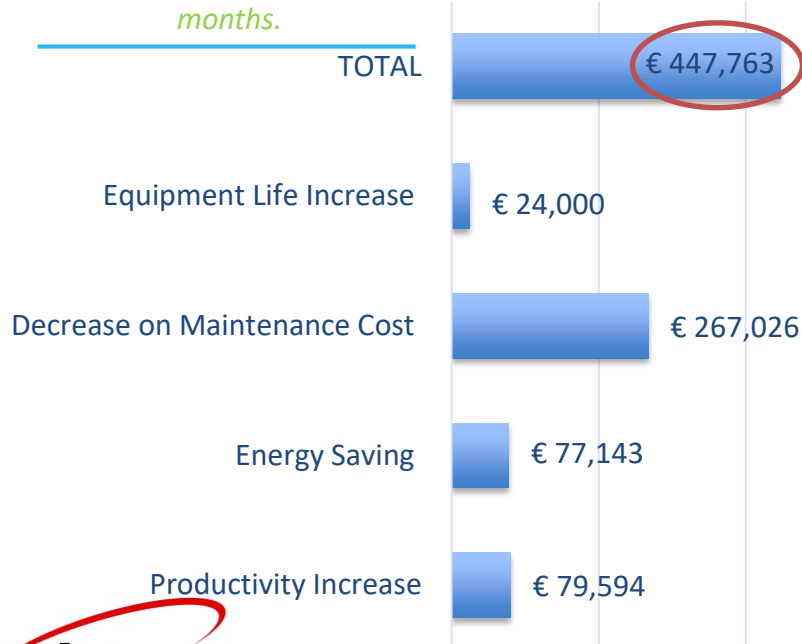 months.
TOTAL € 447,763
Equipment Life Increase € 24,000
Decrease on Maintenance Cost € 267,026
Energy Saving € 77,143
Productivity Increase € 79,594